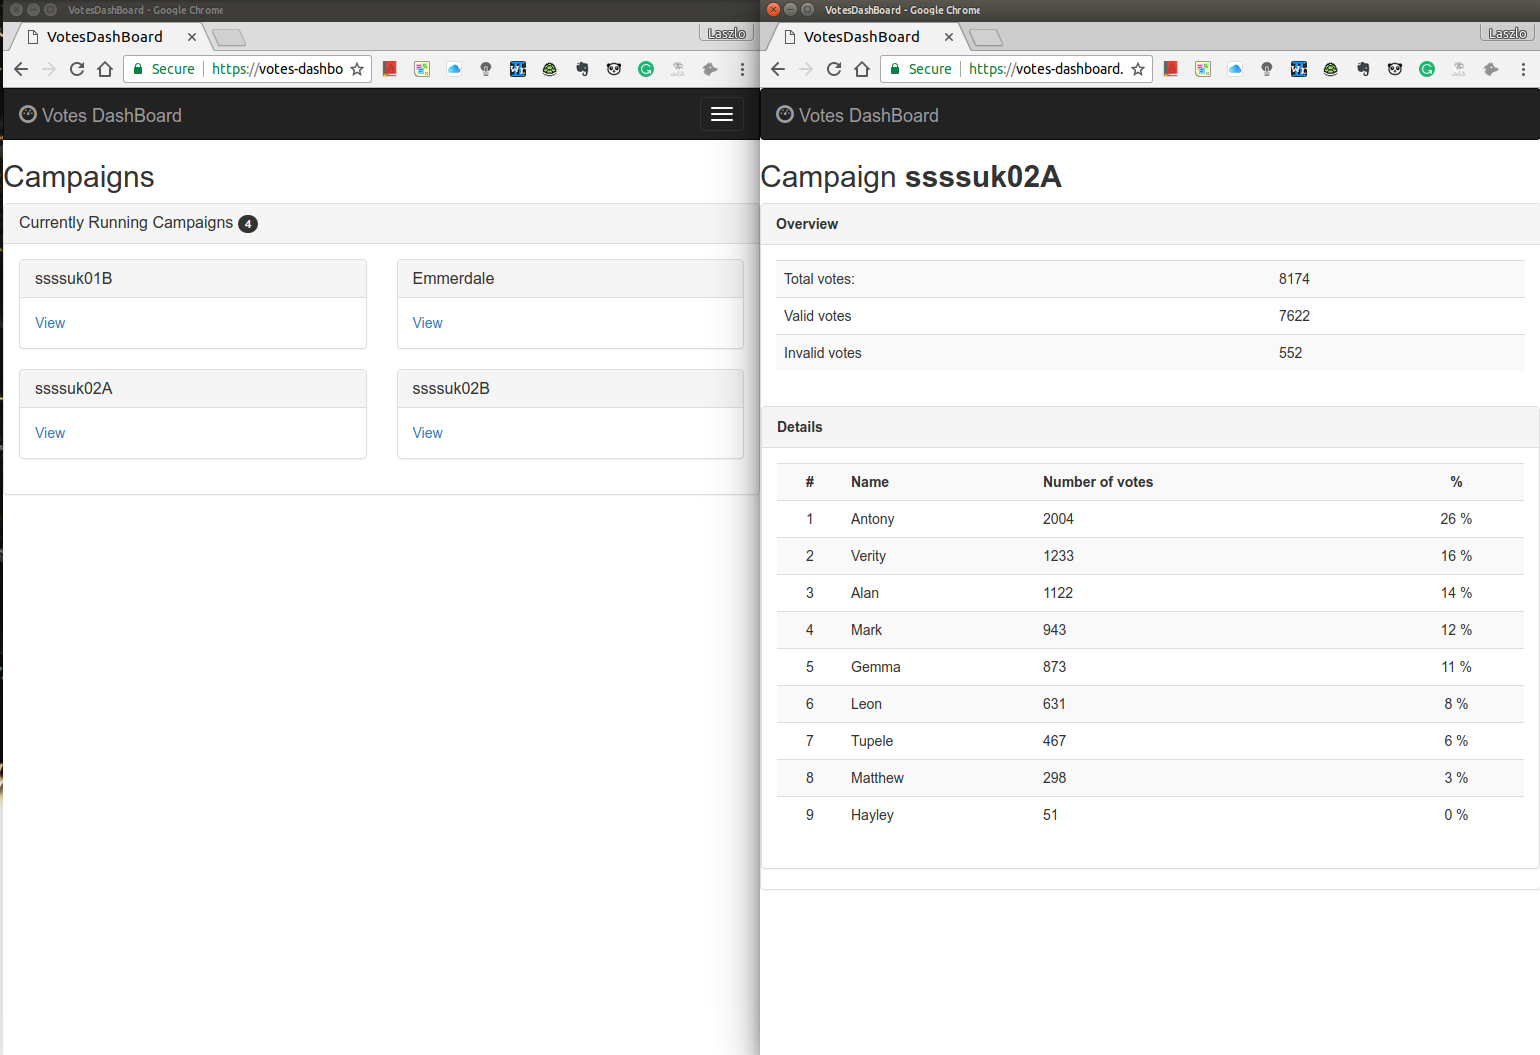 VotesDashBoard - Google Chrome
VotesDashBoard
Laszlo
Secure
https://votes-dashbo
Votes DashBoard
Campaigns
Currently Running Campaigns 4
ssssuk01B
Emmerdale
View
View
ssssuk02A
ssssuk02B
View
View
VotesDashBoard - Google Chrome
VotesDashBoard
Laszlo
Secure
https://votes-dashboard.
Votes DashBoard
Campaign ssssuk02A
Overview
Total votes: 8174
Valid votes 7622
Invalid votes 552
Details
# Name Number of votes %
1 Antony 2004 26 %
2 Verity 1233 16 %
3 Alan 1122 14 %
4 Mark 943 12 %
5 Gemma 873 11 %
6 Leon 631 8 %
7 Tupele 467 6 %
8 Matthew 298 3 %
9 Hayley 51 0 %